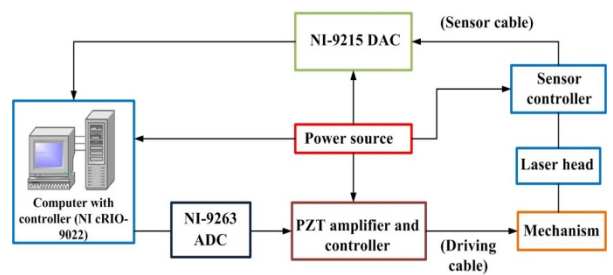 (Sensor cable)
NI-9215 DAC
Sensor
controller
Power source
Laser head
Computer with
controller (NI cRIO-
9022)
NI-9263
ADC
PZT amplifier and
controller
Mechanism
(Driving
cable)